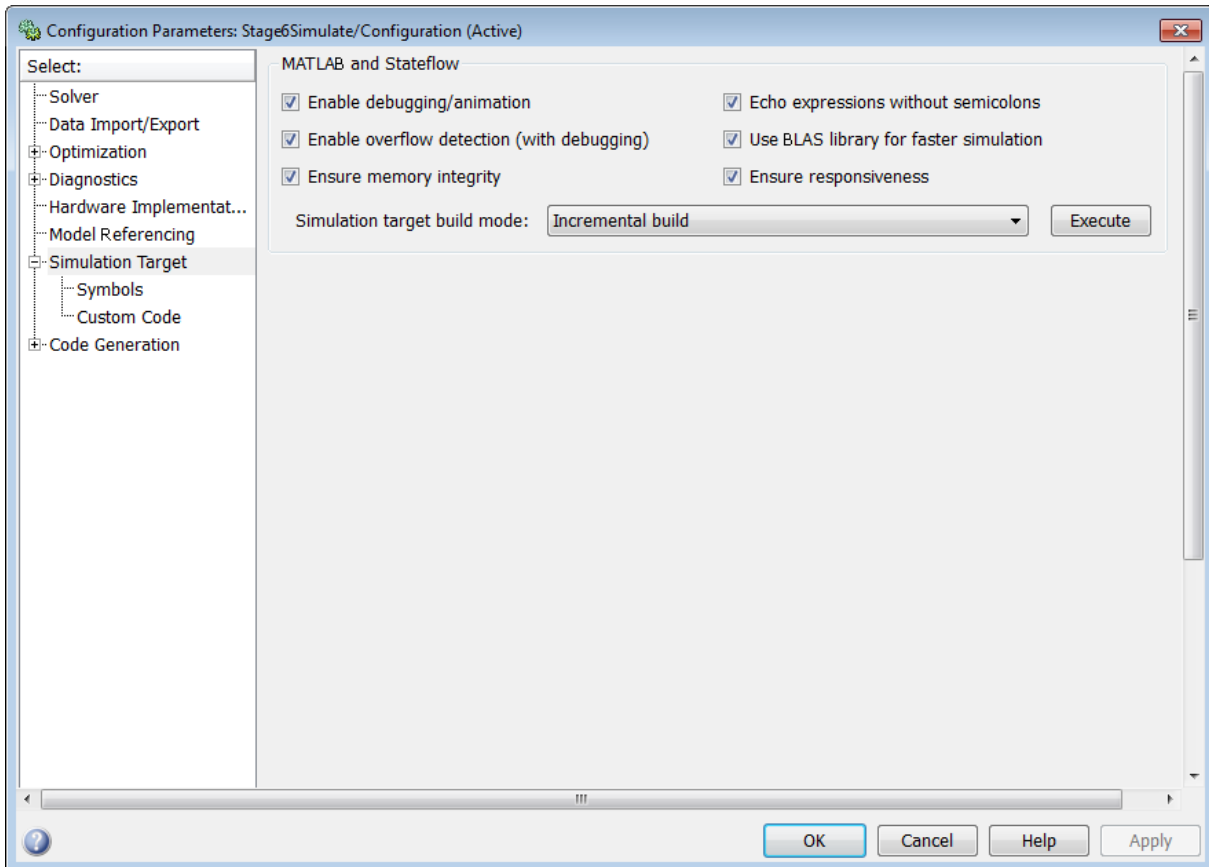 Configuration Parameters: Stage6Simulate/Configuration (Active)
Select:
Solver
Data Import/Export
Optimization
Diagnostics
Hardware Implementat...
Model Referencing
Simulation Target
Symbols
Custom Code
Code Generation
MATLAB and Stateflow
Enable debugging/animation
Echo expressions without semicolons
Enable overflow detection (with debugging)
Use BLAS library for faster simulation
Ensure memory integrity
Ensure responsiveness
Simulation target build mode: Incremental build Execute
OK Cancel Help Apply